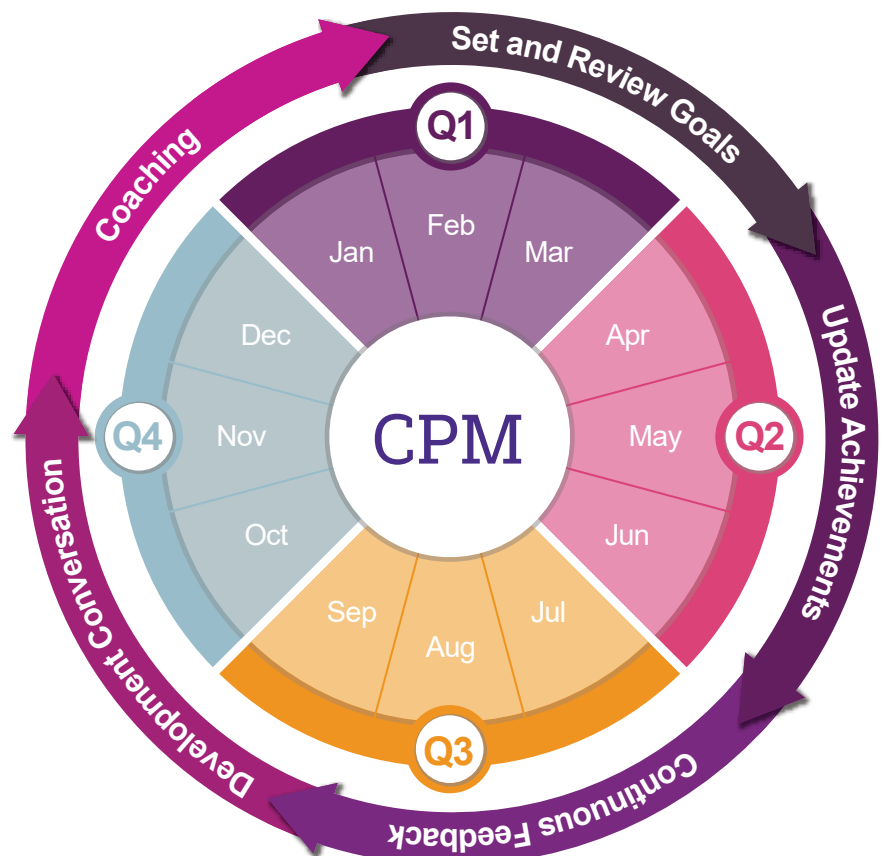 Set and Review Goals
Update Achievements
Continuous Feedback
Development Conversation
Coaching
Q1
Jan
Feb
Mar
Q2
Apr
May
Jun
Q3
Jul
Aug
Sep
Q4
Oct
Nov
Dec
CPM